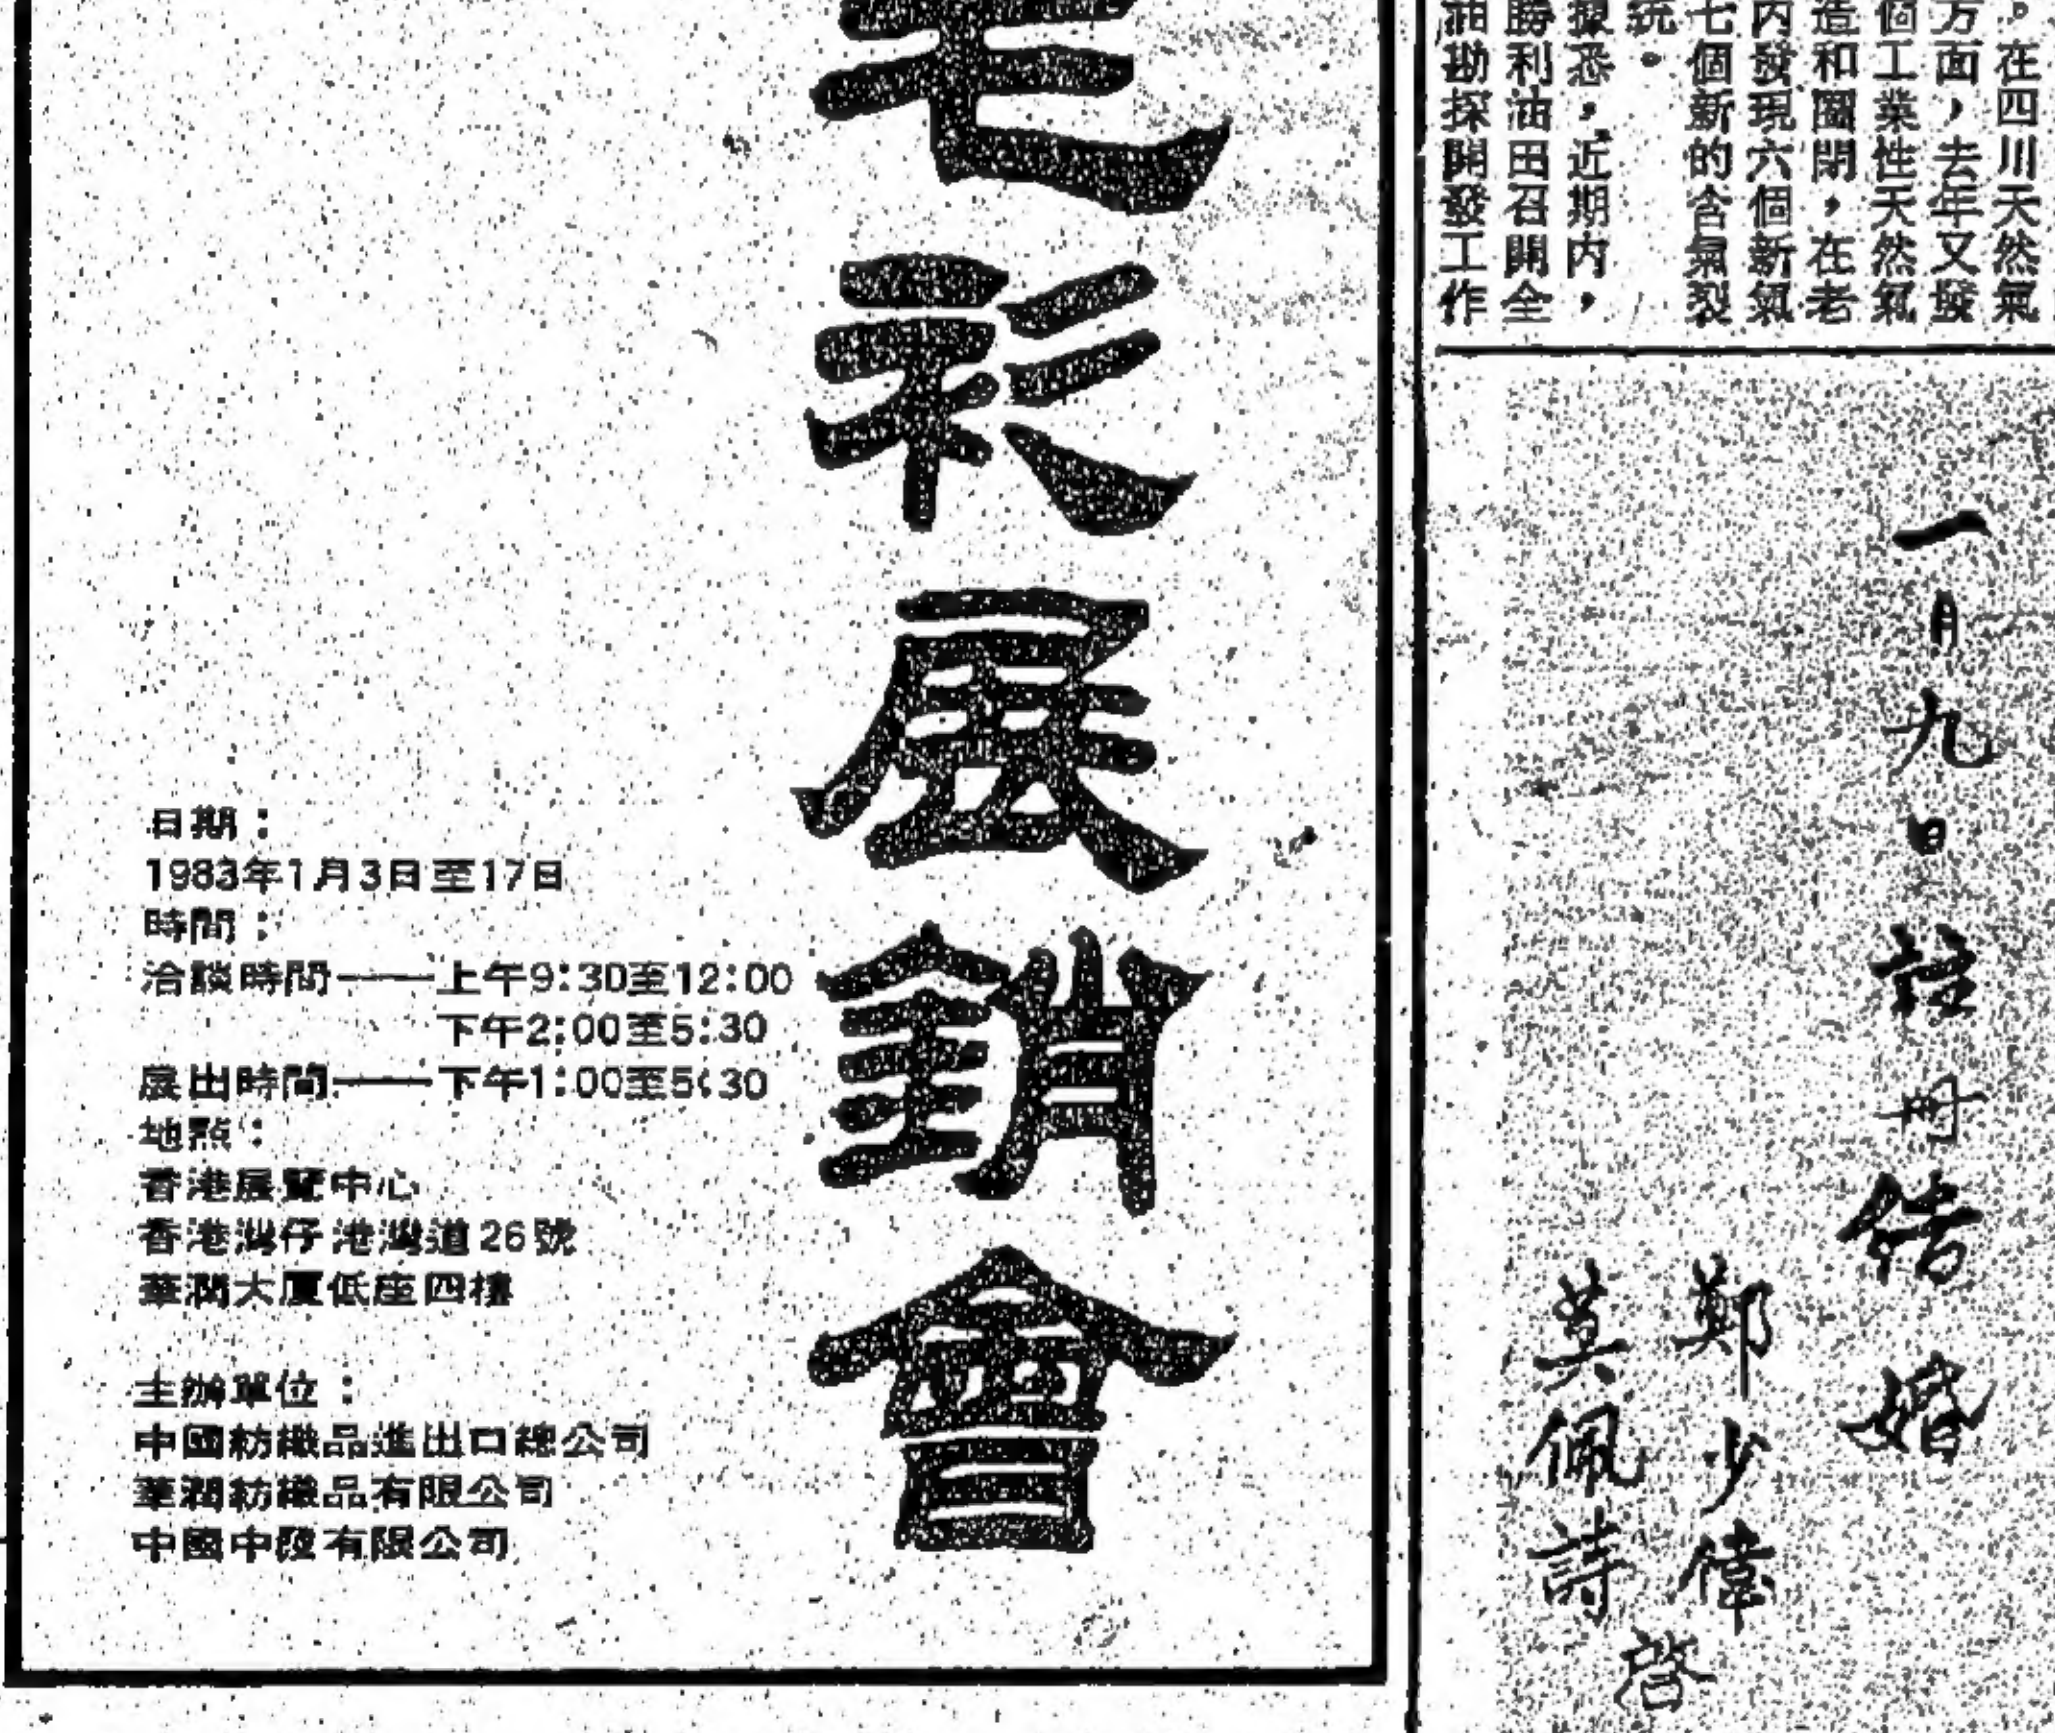 。在四川天然氣
方面，去年又發
個工業性天然氣
造和圈閉，在老
内發現六個新氣
七個新的含氣裂
統。
據悉，近期内，
勝利油田召開全
油勘探開發工作
一月九日註冊結婚
鄭少偉
莫佩詩
啓
毛衫展銷會
日期：
1983年1月3日至17日
時間：
洽談時間——上午9:30至12:00
下午2:00至5:30
展出時間——下午1:00至5:30
地點：
香港展覽中心
香港灣仔港灣道26號
華潤大厦低座四樓
主辦單位：
中國紡織品進出口總公司
華潤紡織品有限公司
中國中有限公司